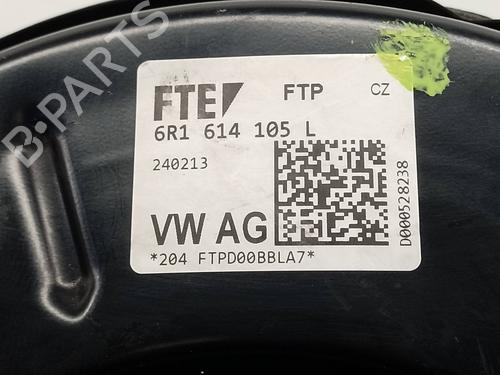 B-PARTS
FTE FTP CZ
6R1 614 105 L
240213
VW AG
D000528238
*204 FTPD00BBLA7*